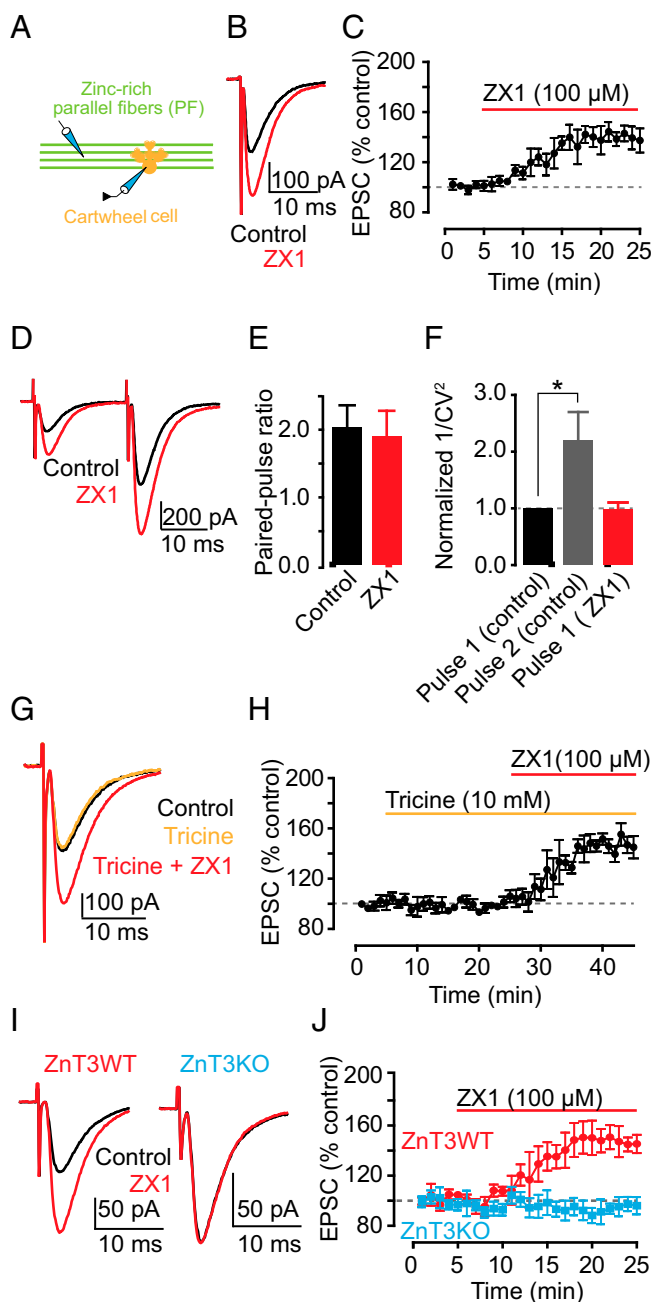 A
Zinc-rich
parallel fibers (PF)
Cartwheel cell
B
100 pA
10 ms
Control
ZX1
C
EPSC (% control)
200
160
120
80
ZX1 (100 µM)
0 5 10 15 20 25
Time (min)
D
Control
ZX1
200 pA
10 ms
E
Paired-pulse ratio
2.0
1.0
0.0
Control
ZX1
F
Normalized 1/CV²
3.0
2.0
1.0
0.0
*
Pulse 1 (control)
Pulse 2 (control)
Pulse 1 ( ZX1)
G
Control
Tricine
Tricine + ZX1
100 pA
10 ms
H
EPSC (% control)
200
160
120
80
ZX1(100 µM)
Tricine (10 mM)
0 10 20 30 40
Time (min)
I
ZnT3WT
ZnT3KO
Control
ZX1
50 pA
10 ms
50 pA
10 ms
J
EPSC (% control)
200
160
120
80
ZX1 (100 µM)
ZnT3WT
ZnT3KO
0 5 10 15 20 25
Time (min)